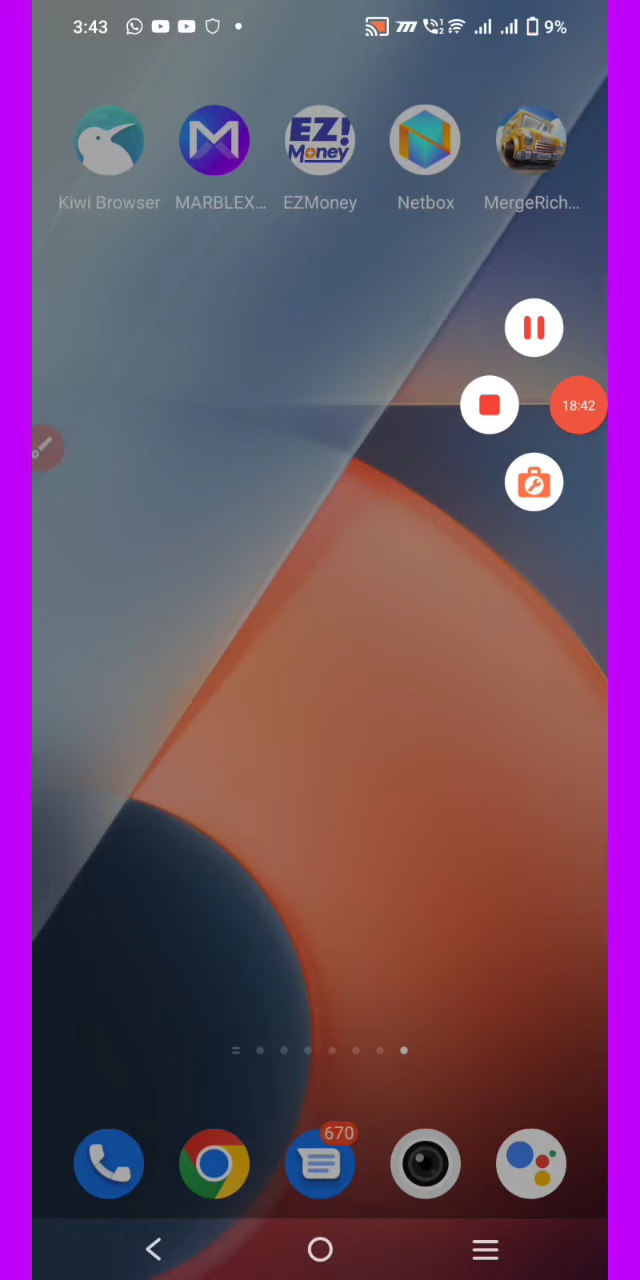 3:43 9%
EZ!
Money
Kiwi Browser MARBLEX... EZMoney Netbox MergeRich...
18:42
670